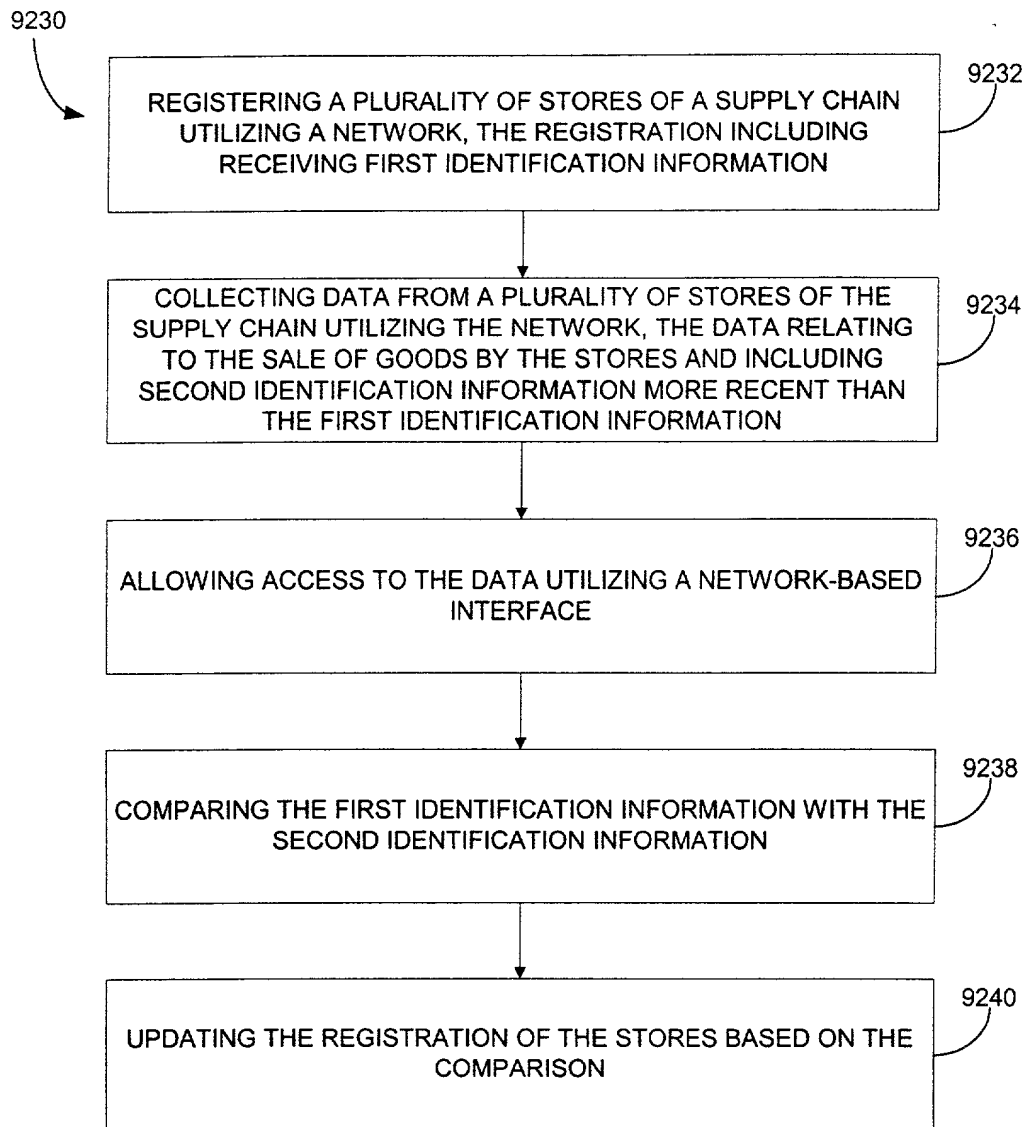 9230
9232
REGISTERING A PLURALITY OF STORES OF A SUPPLY CHAIN
UTILIZING A NETWORK, THE REGISTRATION INCLUDING
RECEIVING FIRST IDENTIFICATION INFORMATION
9234
COLLECTING DATA FROM A PLURALITY OF STORES OF THE
SUPPLY CHAIN UTILIZING THE NETWORK, THE DATA RELATING
TO THE SALE OF GOODS BY THE STORES AND INCLUDING
SECOND IDENTIFICATION INFORMATION MORE RECENT THAN
THE FIRST IDENTIFICATION INFORMATION
9236
ALLOWING ACCESS TO THE DATA UTILIZING A NETWORK-BASED
INTERFACE
9238
COMPARING THE FIRST IDENTIFICATION INFORMATION WITH THE
SECOND IDENTIFICATION INFORMATION
9240
UPDATING THE REGISTRATION OF THE STORES BASED ON THE
COMPARISON